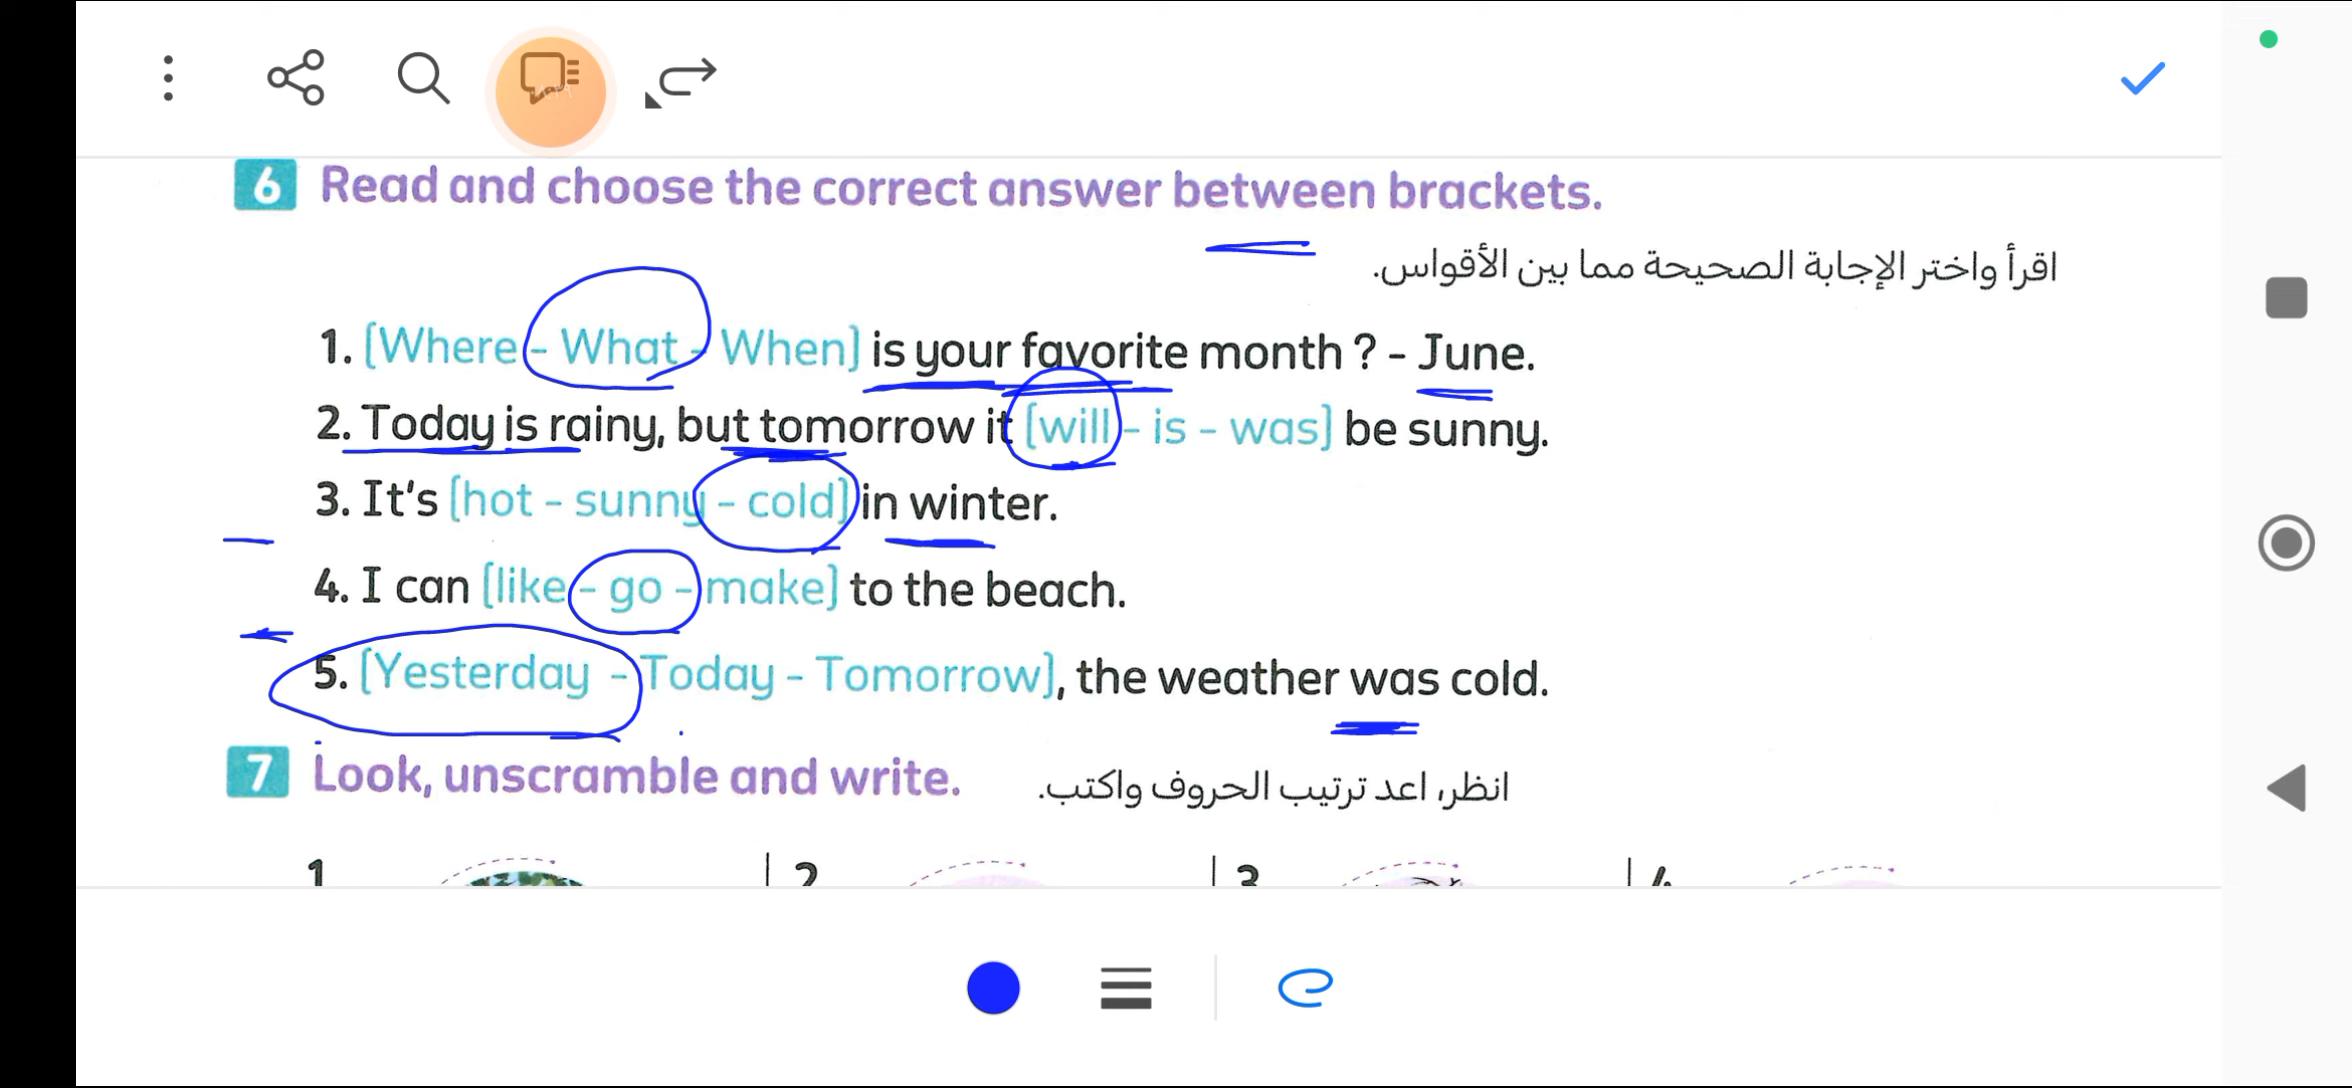 6 Read and choose the correct answer between brackets.
اقرأ واختر الإجابة الصحيحة مما بين الأقواس.
1. [Where - What - When] is your favorite month ? - June.
2. Today is rainy, but tomorrow it [will - is - was] be sunny.
3. It's [hot - sunny - cold] in winter.
4. I can [like - go - make] to the beach.
5. [Yesterday - Today - Tomorrow], the weather was cold.
7 Look, unscramble and write. انظر، اعد ترتيب الحروف واكتب.
1 2 3 4